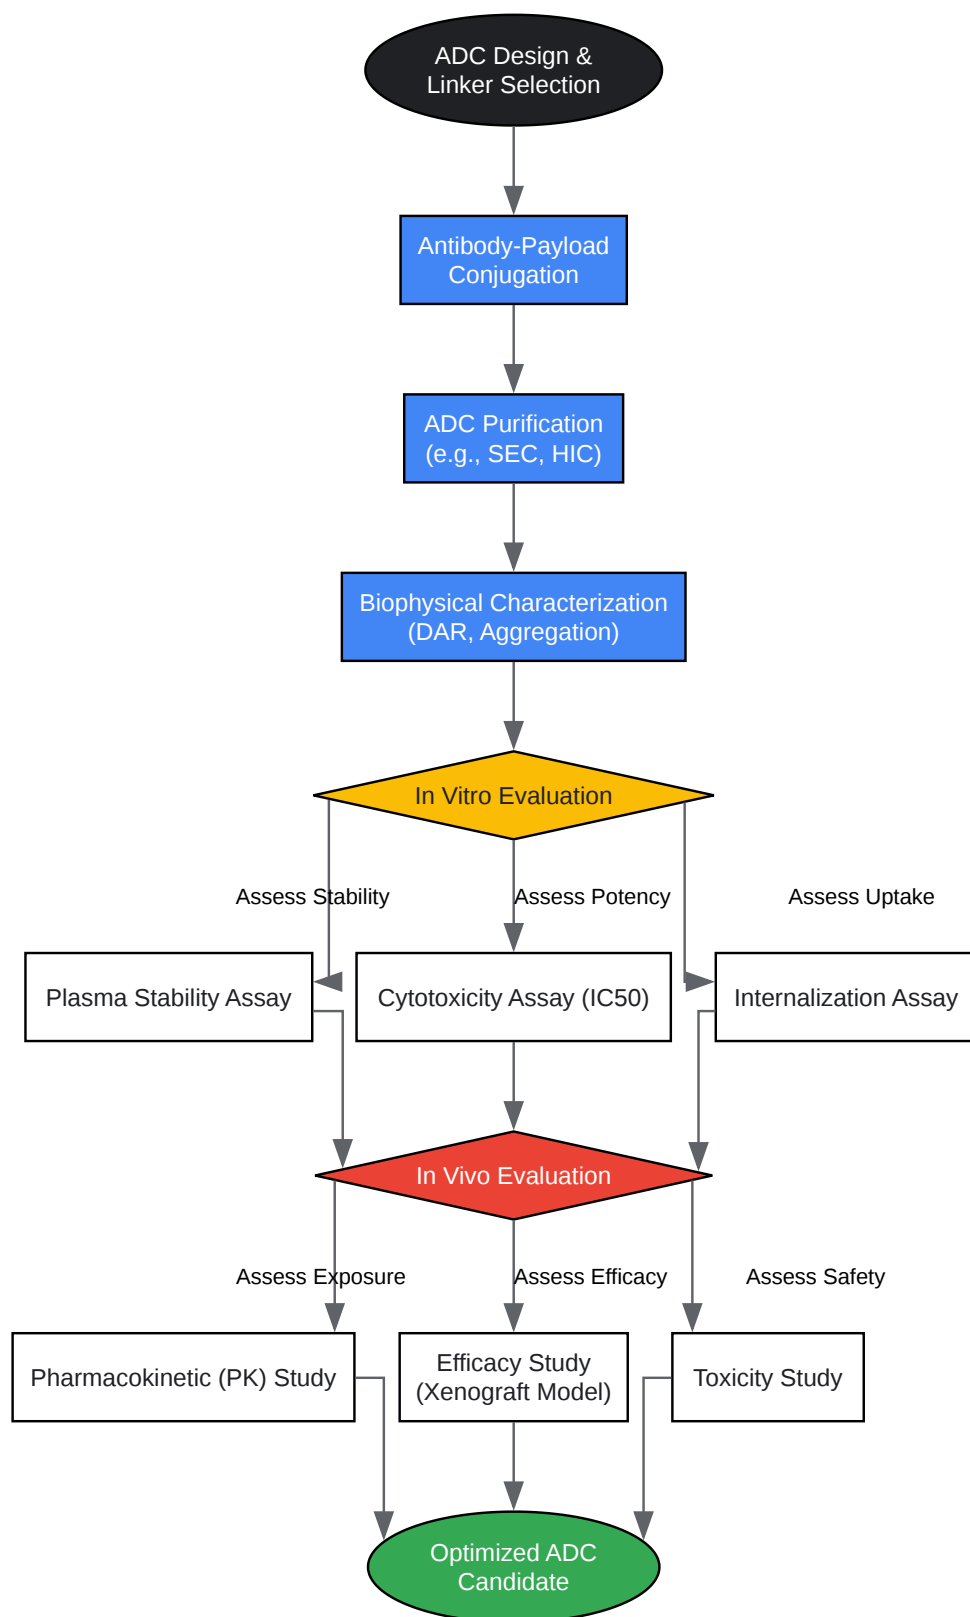 ADC Design &
Linker Selection
Antibody-Payload
Conjugation
ADC Purification
(e.g., SEC, HIC)
Biophysical Characterization
(DAR, Aggregation)
In Vitro Evaluation
Assess Stability
Assess Potency
Assess Uptake
Plasma Stability Assay
Cytotoxicity Assay (IC50)
Internalization Assay
In Vivo Evaluation
Assess Exposure
Assess Efficacy
Assess Safety
Pharmacokinetic (PK) Study
Efficacy Study
(Xenograft Model)
Toxicity Study
Optimized ADC
Candidate